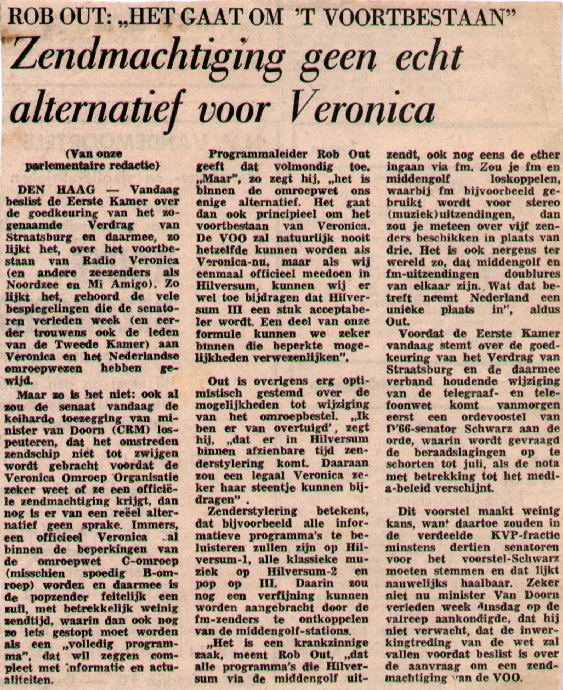 ROB OUT: „HET GAAT OM 'T VOORTBESTAAN"
Zendmachtiging geen echt
alternatief voor Veronica
(Van onze
parlementaire redactie)
DEN HAAG — Vandaag
beslist de Eerste Kamer over
de goedkeuring van het zo-
genaamde Verdrag van
Straatsburg en daarmee, zo
lijkt het, over het voortbe-
staan van Radio Veronica
(en andere zeezenders als
Noordzee en Mi Amigo). Zo
lijkt het, gehoord de vele
bespiegelingen die de senato-
ren verleden week (en eer-
der trouwens ook de leden
van de Tweede Kamer) aan
Veronica en het Nederlandse
omroepwezen hebben ge-
wijd.
Maar zo is het niet: ook al
zou de senaat vandaag de
keiharde toezegging van mi-
nister van Doorn (CRM) los-
peuteren, dat het omstreden
zendschip niet tot zwijgen
wordt gebracht voordat de
Veronica Omroep Organisatie
zeker weet of ze een officië-
le zendmachtiging krijgt, dan
nog is er van een reëel alter-
natief geen sprake. Immers,
een officieel Veronica zal
binnen de beperkingen van
de omroepwet C-omroep
(misschien spoedig B-om-
roep) worden en daarmee is
de popzender feitelijk een
nul, met betrekkelijk weinig
zendtijd, waarin dan ook nog
zo iets gestopt moet worden
als een „volledig program-
ma", dat wil zeggen com-
pleet met informatie en actu-
aliteiten.
Programmaleider Rob Out
geeft dat volmondig toe.
„Maar", zo zegt hij, „het is
binnen de omroepwet ons
enige alternatief. Het gaat
dan ook principieel om het
voortbestaan van Veronica.
De VOO zal natuurlijk nooit
hetzelfde kunnen worden als
Veronica-nu, maar als wij
eenmaal officieel meedoen in
Hilversum, kunnen wij er
wel toe bijdragen dat Hilver-
sum III een stuk acceptabe-
ler wordt. Een deel van onze
formule kunnen we zeker
binnen die beperkte moge-
lijkheden verwezenlijken".
Out is overigens erg opti-
mistisch gestemd over de
mogelijkheden tot wijziging
van het omroepbestel. „Ik
ben er van overtuigd', zegt
hij, „dat er in Hilversum
binnen afzienbare tijd zen-
derstylering komt. Daaraan
zou een legaal Veronica ze-
ker haar steentje kunnen bij-
dragen" .
Zenderstylering betekent,
dat bijvoorbeeld alle infor-
matieve programma's te be-
luisteren zullen zijn op Hil-
versum-1, alle klassieke mu-
ziek op Hilversum-2 en
pop op III. Daarin zou
nog een verfijning kunnen
worden aangebracht door de
fm-zenders te ontkoppelen
van de middengolf-stations.
„Het is een krankzinnige
zaak, meent Rob Out, „dat
alle programma's die Hilver-
sum via de middengolf uit-
zendt, ook nog eens de ether
ingaan via fm. Zou je fm en
middengolf loskoppelen,
waarbij fm bijvoorbeeld ge-
bruikt wordt voor stereo
(muziek)uitzendingen, dan
zou je meteen over vijf zen-
ders beschikken in plaats van
drie. Het is ook nergens ter
wereld zo, dat middengolf en
fm-uitzendingen doublures
van elkaar zijn. Wat dat be-
treft neemt Nederland een
unieke plaats in", aldus
Out.
Voordat de Eerste Kamer
vandaag stemt over de goed-
keuring van het Verdrag van
Straatsburg en de daarmee
verband houdende wijziging
van de telegraaf- en tele-
foonwet komt vanmorgen
eerst een ordevoostel van
D'66-senator Schwarz aan de
orde, waarin wordt gevraagd
de beraadslagingen op te
schorten tot juli, als de nota
met betrekking tot het medi-
a-beleid verschijnt.
Dit voorstel maakt weinig
kans, want daartoe zouden in
de verdeelde KVP-fractie
minstens dertien senatoren
voor het voorstel-Schwarz
moeten stemmen en dat lijkt
nauwelijks haalbaar. Zeker
niet nu minister Van Doorn
verleden week dinsdag op de
valreep aankondigde, dat hij
niet verwacht, dat de inwer-
kingtreding van de wet zal
vallen voordat beslist is over
de aanvraag om een zend-
machtiging van de VOO.